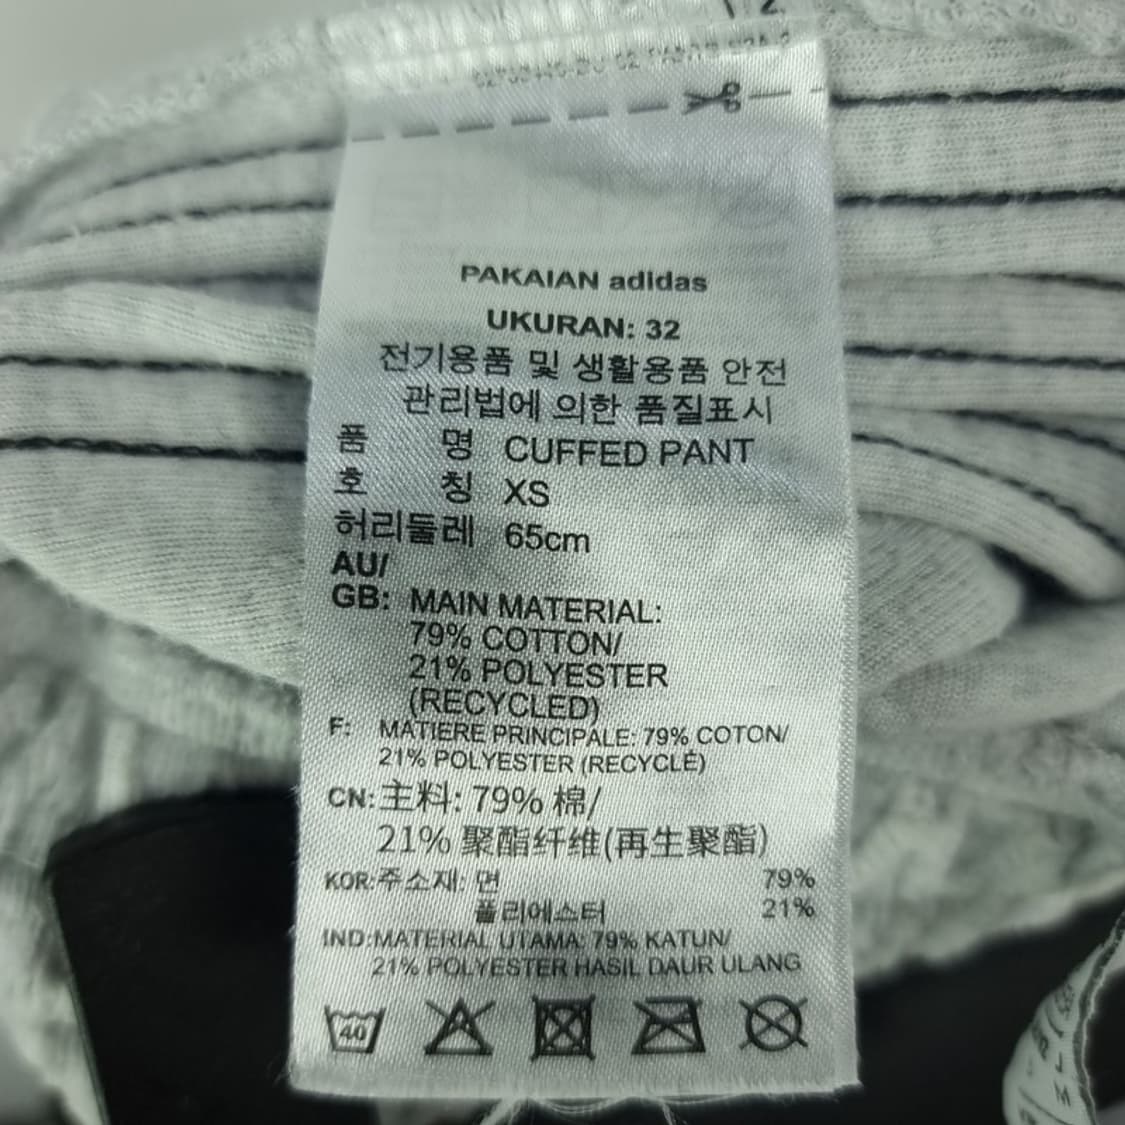 PAKAIAN adidas
UKURAN: 32
전기용품 및 생활용품 안전
관리법에 의한 품질표시
품 명 CUFFED PANT
호 칭 XS
허리둘레 65cm
AU/
GB: MAIN MATERIAL:
79% COTTON/
21% POLYESTER
(RECYCLED)
F: MATIERE PRINCIPALE: 79% COTON/
21% POLYESTER (RECYCLÉ)
CN: 主料: 79% 棉/
21% 聚酯纤维(再生聚酯)
KOR: 주소재: 면 79%
폴리에스터 21%
IND: MATERIAL UTAMA: 79% KATUN/
21% POLYESTER HASIL DAUR ULANG
40